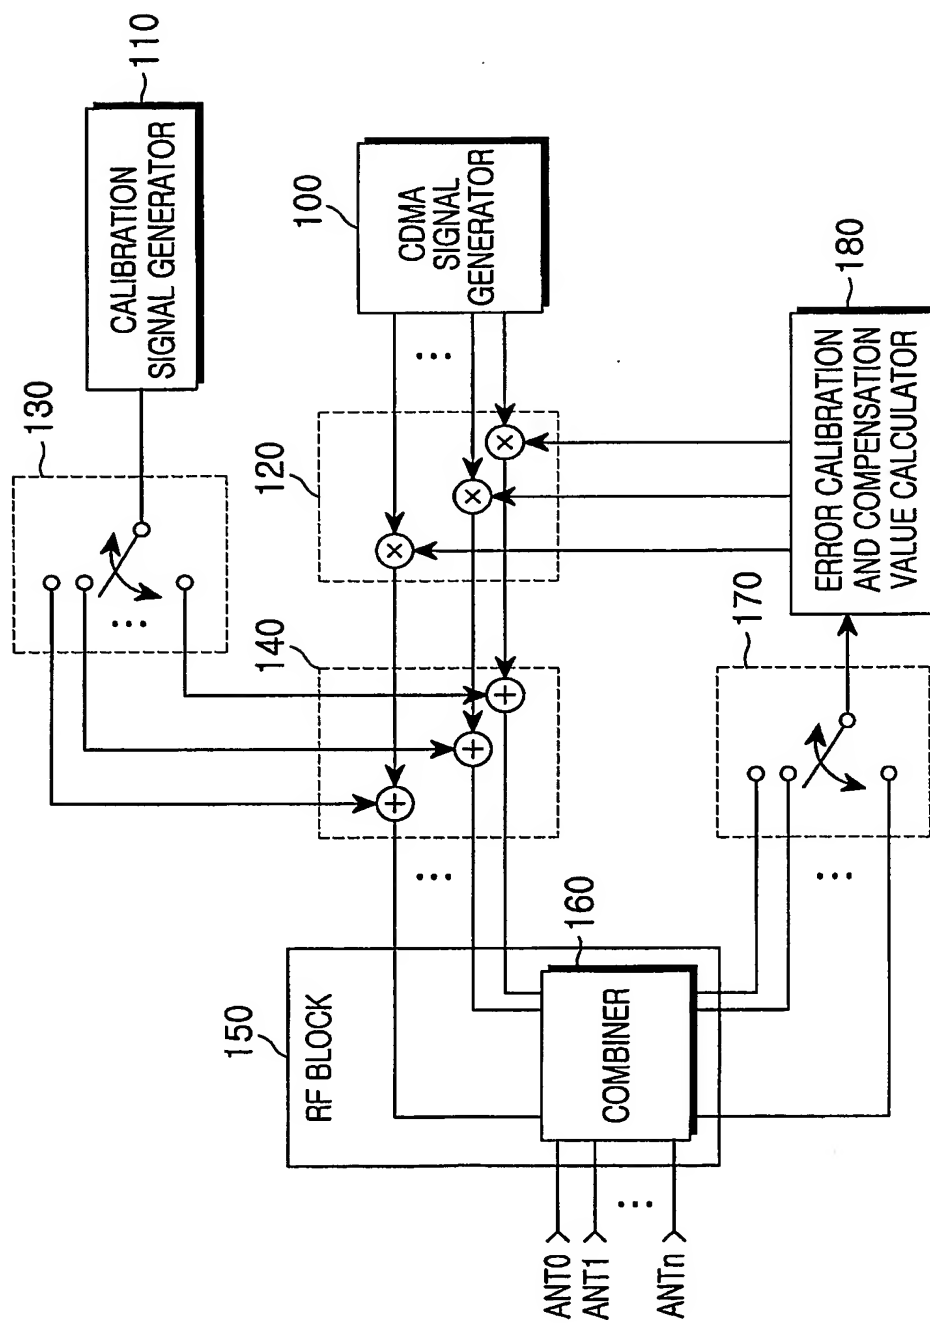 110
CALIBRATION
SIGNAL GENERATOR
130
100
CDMA
SIGNAL
GENERATOR
120
140
...
...
...
180
ERROR CALIBRATION
AND COMPENSATION
VALUE CALCULATOR
170
...
150
RF BLOCK
160
COMBINER
ANT0
ANT1
...
ANTn